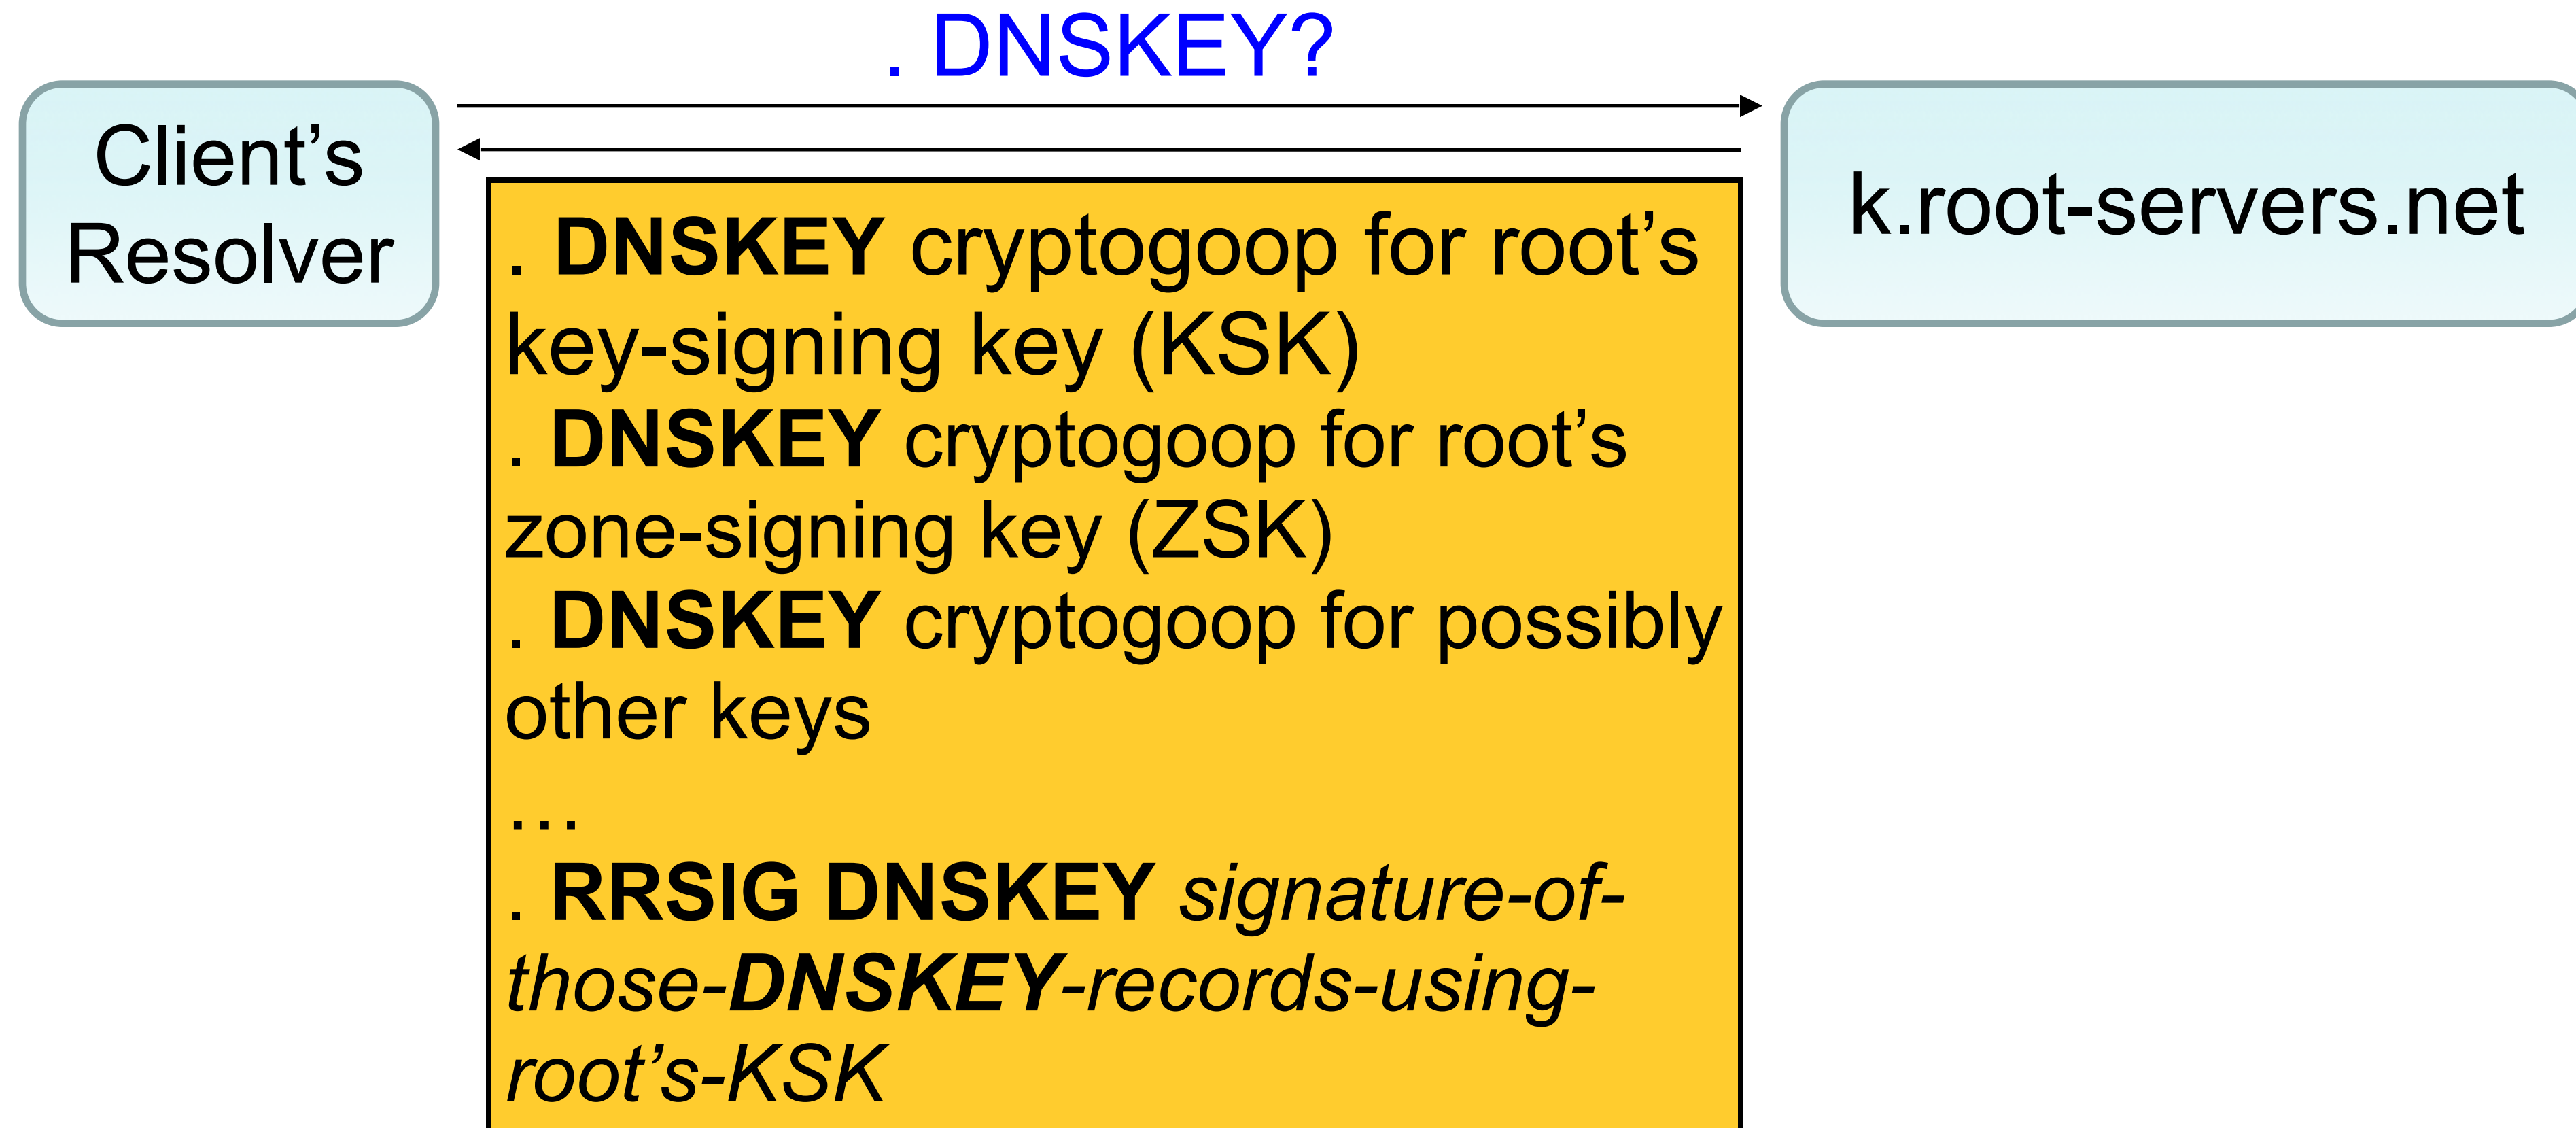 . DNSKEY?
Client’s
Resolver
k.root-servers.net
. DNSKEY cryptogoop for root’s
key-signing key (KSK)
. DNSKEY cryptogoop for root’s
zone-signing key (ZSK)
. DNSKEY cryptogoop for possibly
other keys
…
. RRSIG DNSKEY signature-of-
those-DNSKEY-records-using-
root’s-KSK